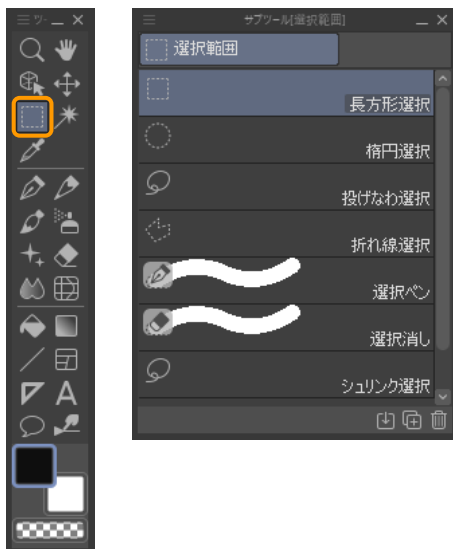 ツ-
サブツール[選択範囲]
選択範囲
長方形選択
楕円選択
投げなわ選択
折れ線選択
選択ペン
選択消し
シュリンク選択
A